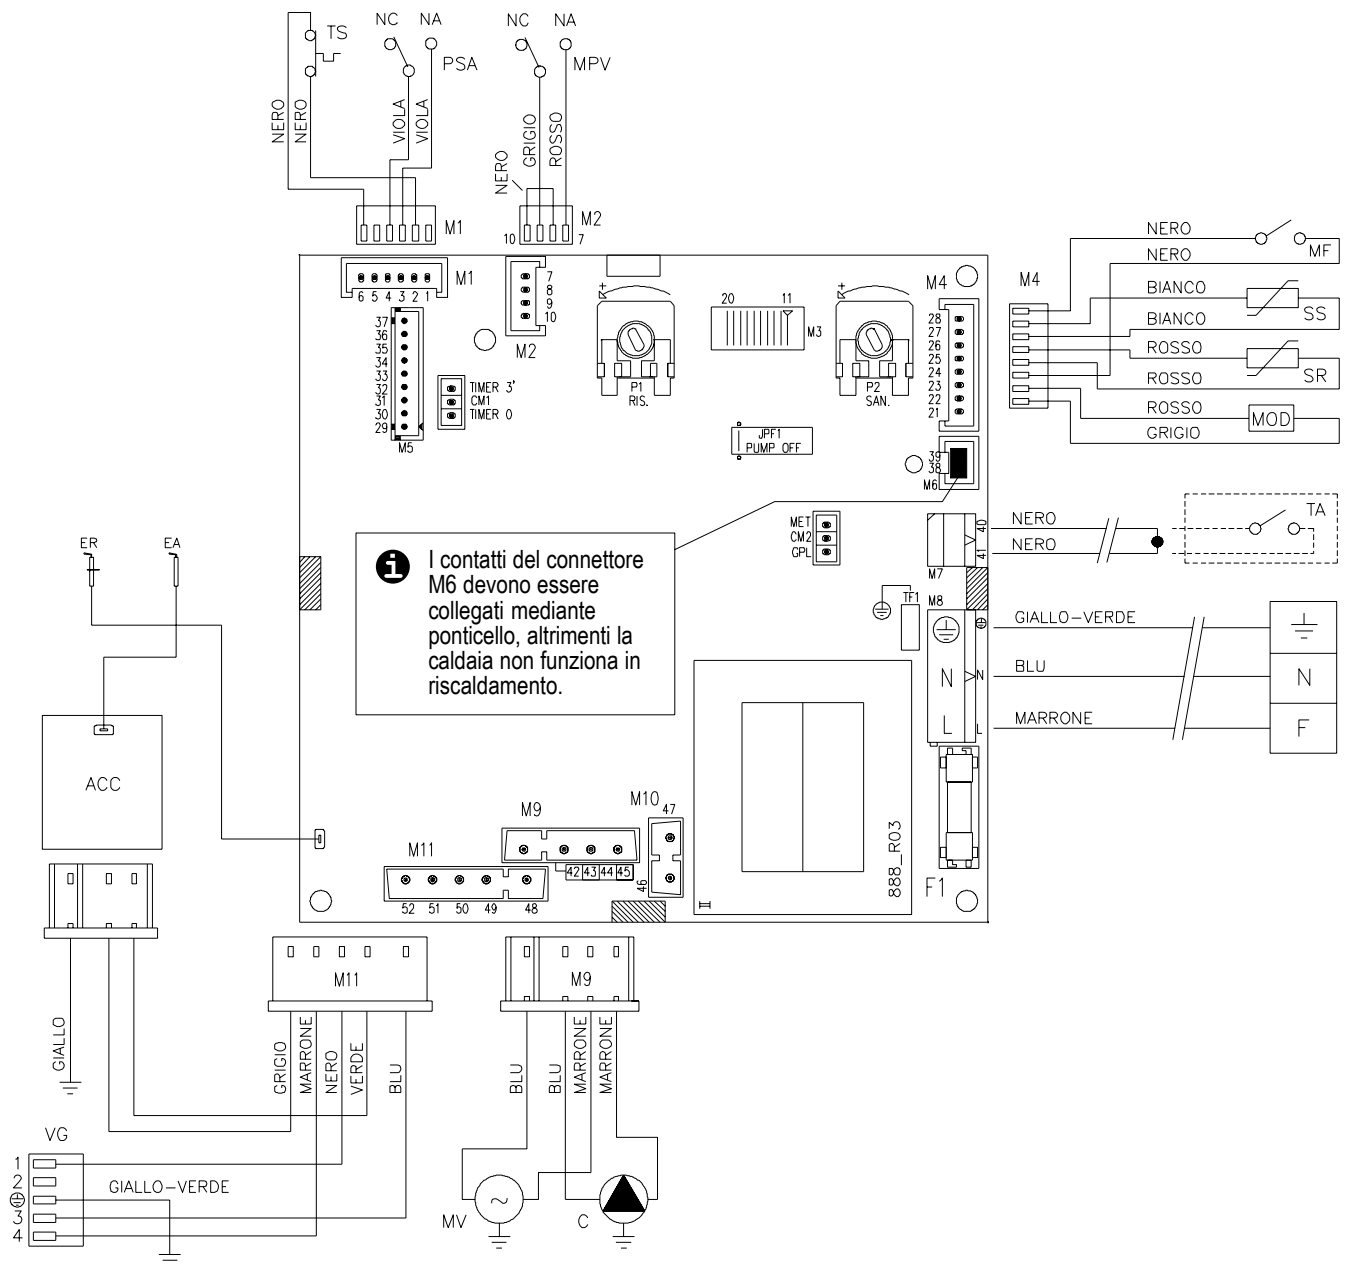 NC NA NC NA
TS
PSA MPV
NERO NERO VIOLA VIOLA GRIGIO ROSSO
NERO
M1
10 M2 7
M1
6 5 4 3 2 1
7
8
9
10
M2
37
36
35
34
33
32
31
30
29
M5
TIMER 3'
CM1
TIMER 0
P1
RIS.
20 11
M3
P2
SAN.
JPF1
PUMP OFF
M4
28
27
26
25
24
23
22
21
39
38
M6
M4
NERO
MF
NERO
BIANCO
SS
BIANCO
ROSSO
SR
ROSSO
ROSSO
MOD
GRIGIO
MET
CM2
GPL
40
41
M7
NERO
NERO
TA
TF1
M8
N
N
L
L
GIALLO-VERDE
BLU
N
MARRONE
F
i
I contatti del connettore
M6 devono essere
collegati mediante
ponticello, altrimenti la
caldaia non funziona in
riscaldamento.
ER EA
ACC
M9
42 43 44 45
M10
47
46
M11
52 51 50 49 48
888_R03
F1
M11
M9
GIALLO
GRIGIO MARRONE NERO VERDE BLU
BLU BLU MARRONE MARRONE
VG
1
2
3
4
GIALLO-VERDE
MV
C